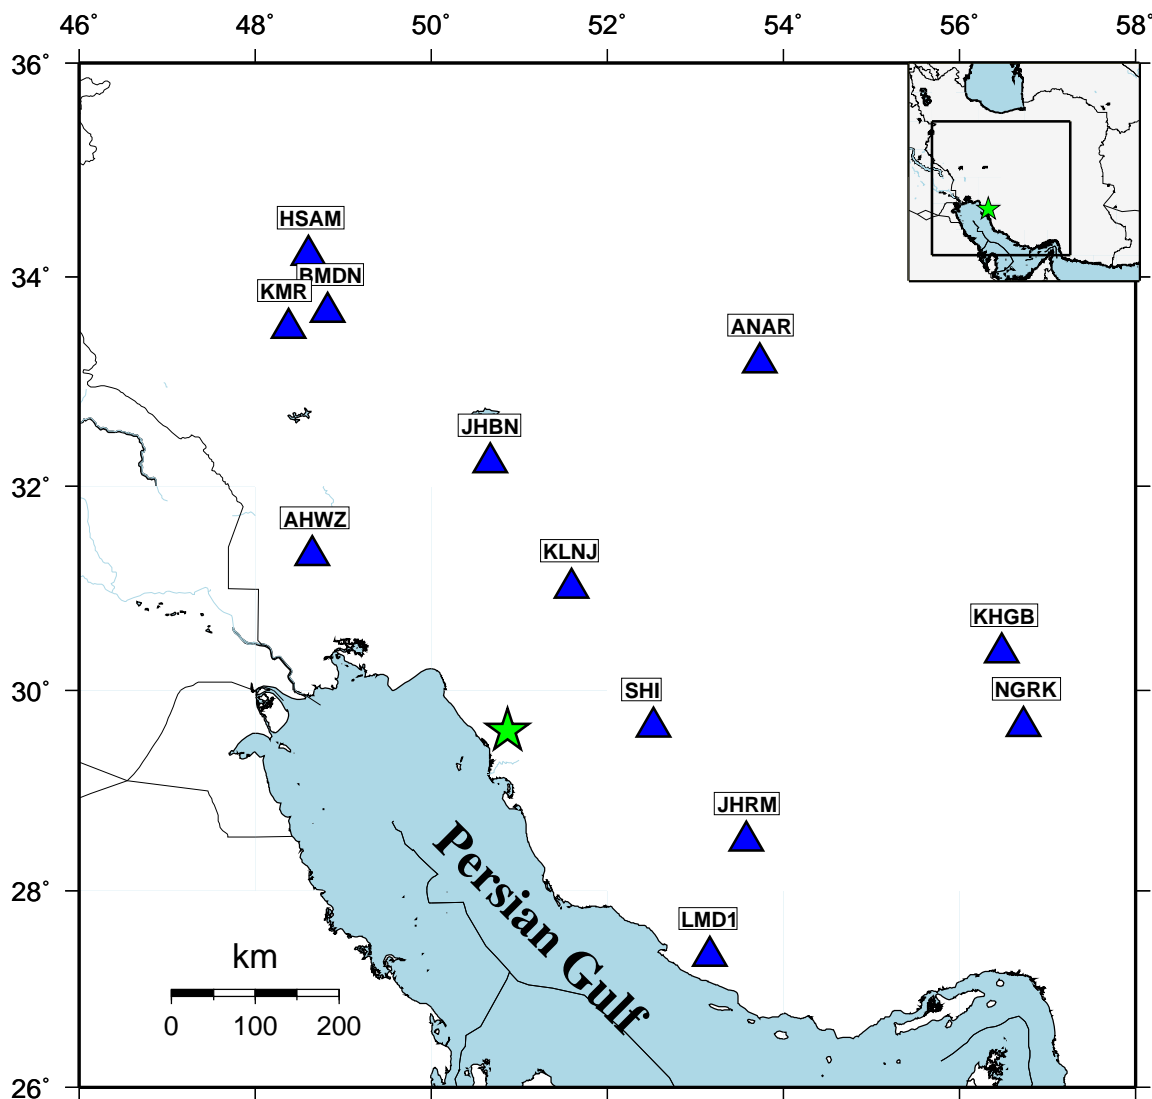 46° 48° 50° 52° 54° 56° 58°
36°
HSAM
34°
BMDN
KMR
ANAR
JHBN
32°
AHWZ
KLNJ
KHGB
30°
SHI
NGRK
JHRM
Persian Gulf
28°
LMD1
km
0 100 200
26°